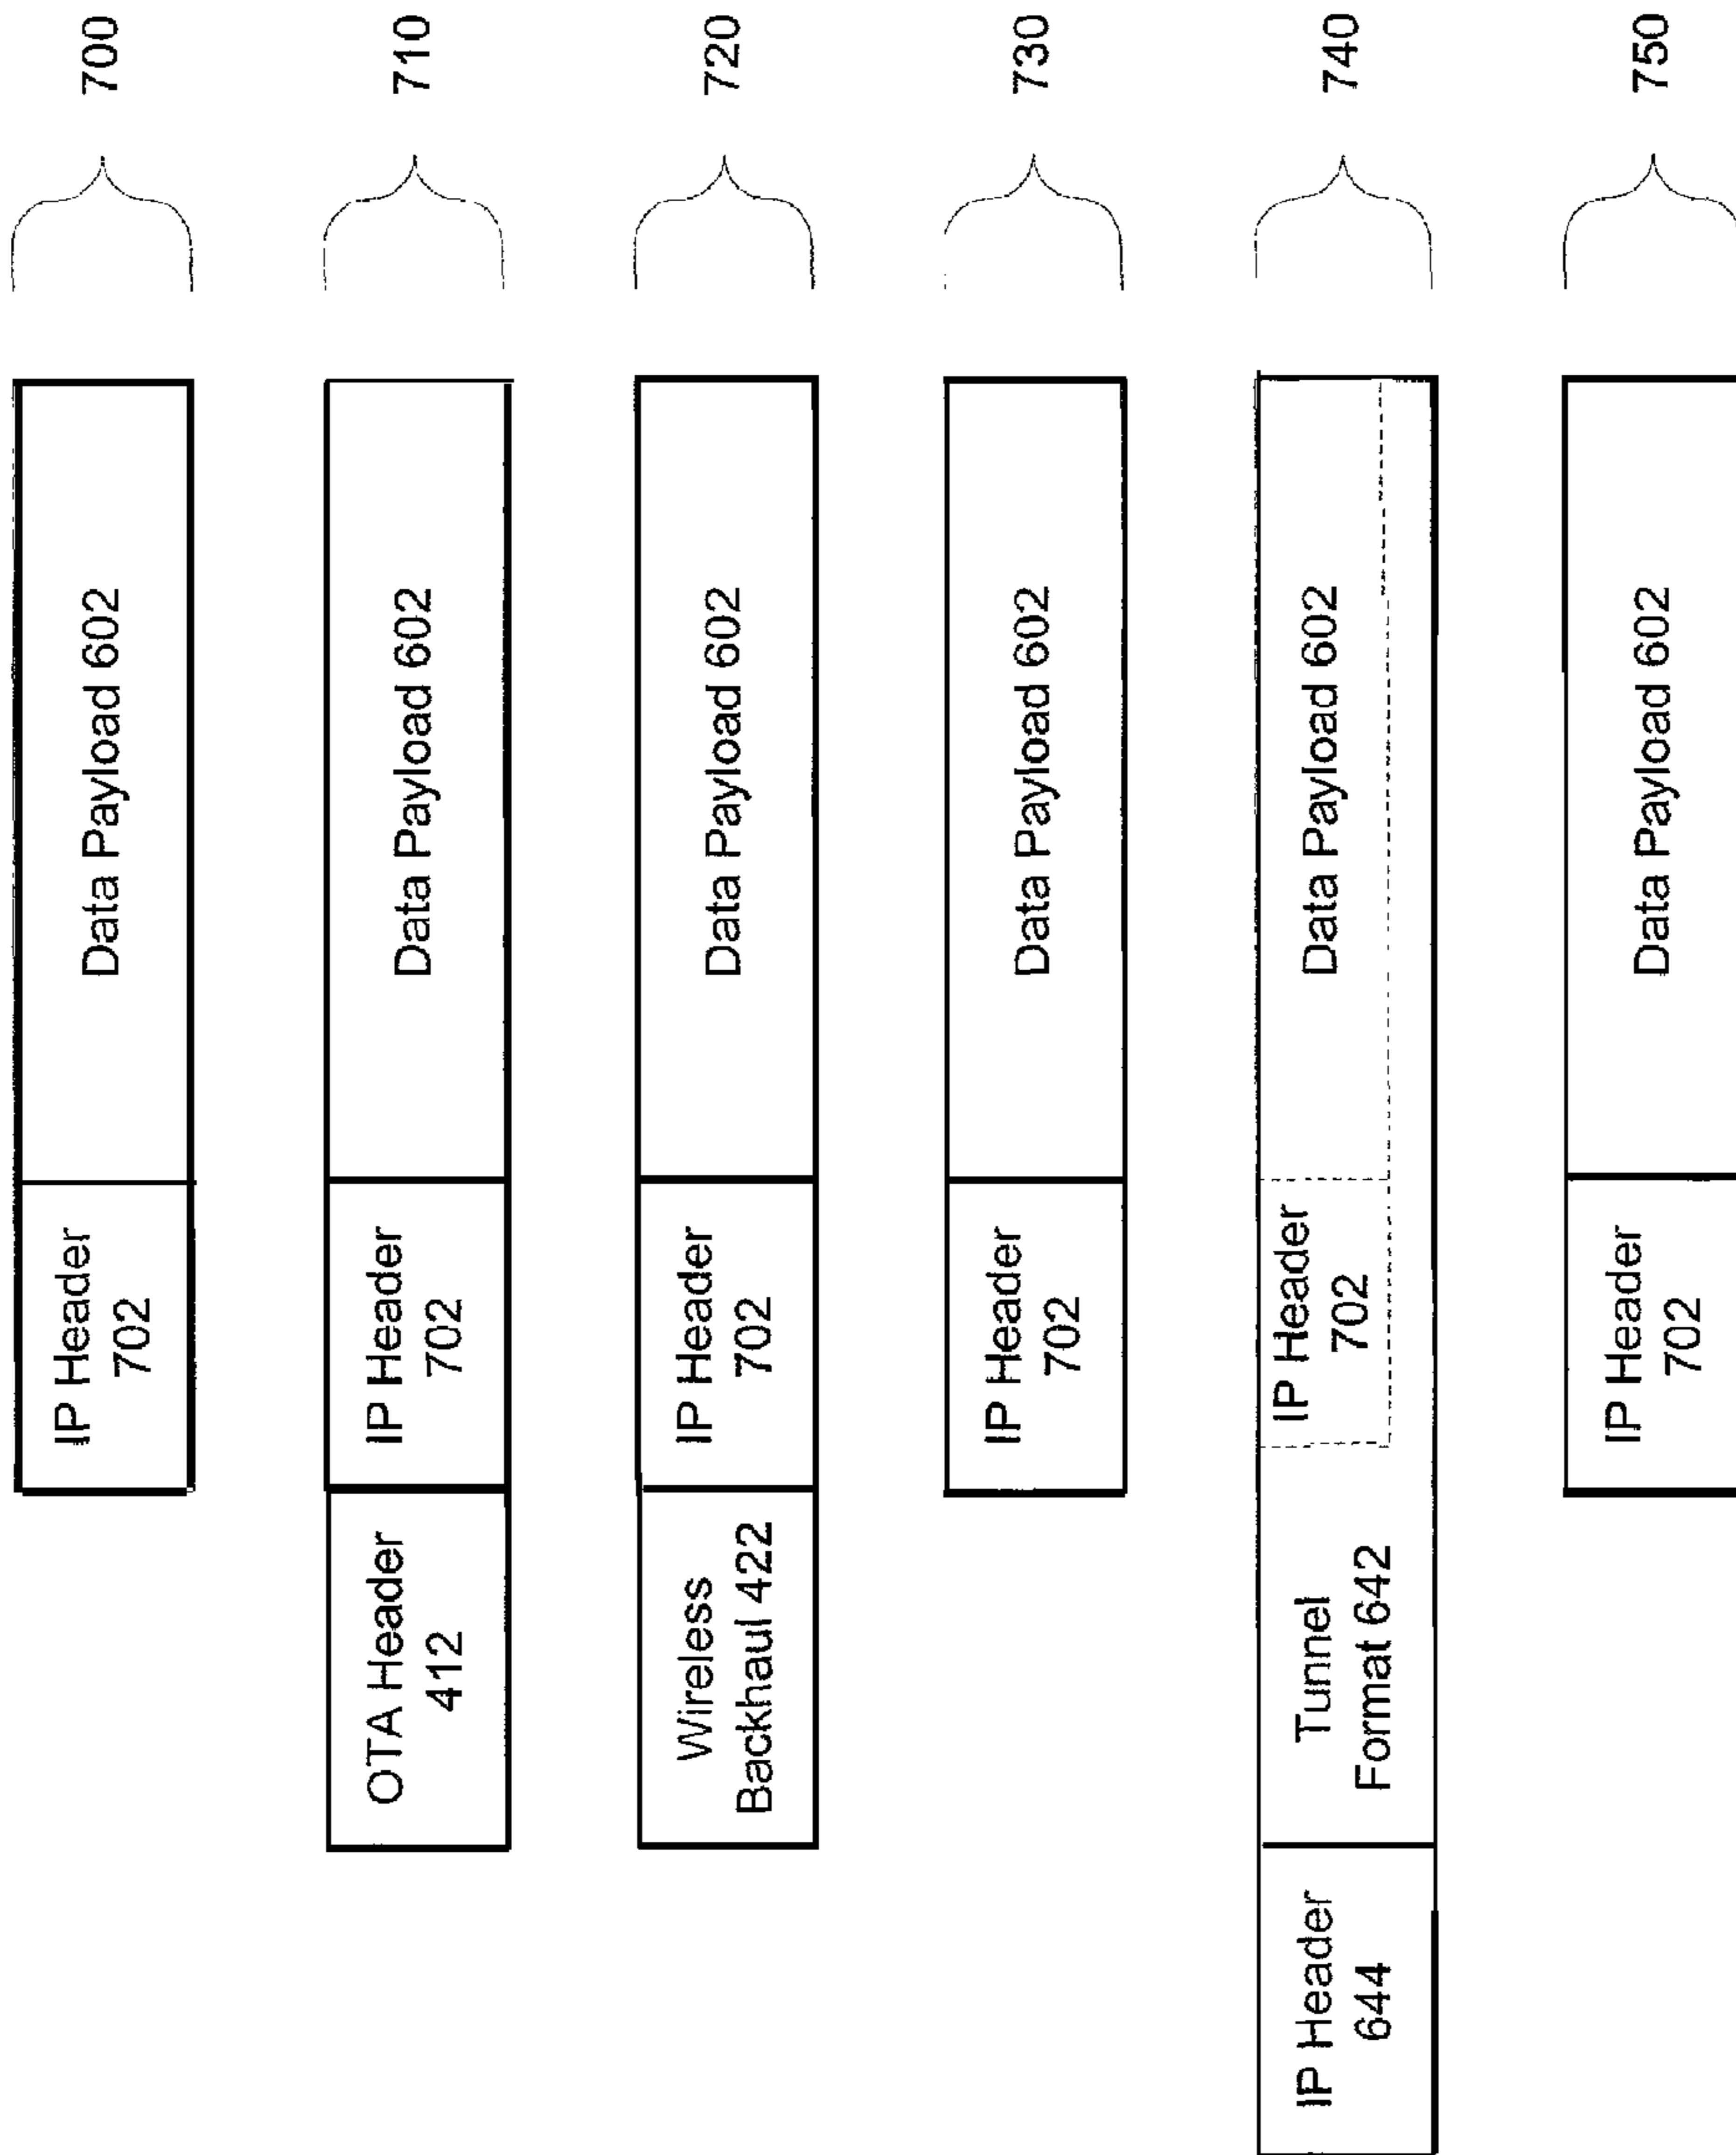 IP Header
702
Data Payload 602
700
OTA Header
412
IP Header
702
Data Payload 602
710
Wireless
Backhaul 422
IP Header
702
Data Payload 602
720
IP Header
702
Data Payload 602
730
IP Header
644
Tunnel
Format 642
IP Header
702
Data Payload 602
740
IP Header
702
Data Payload 602
750